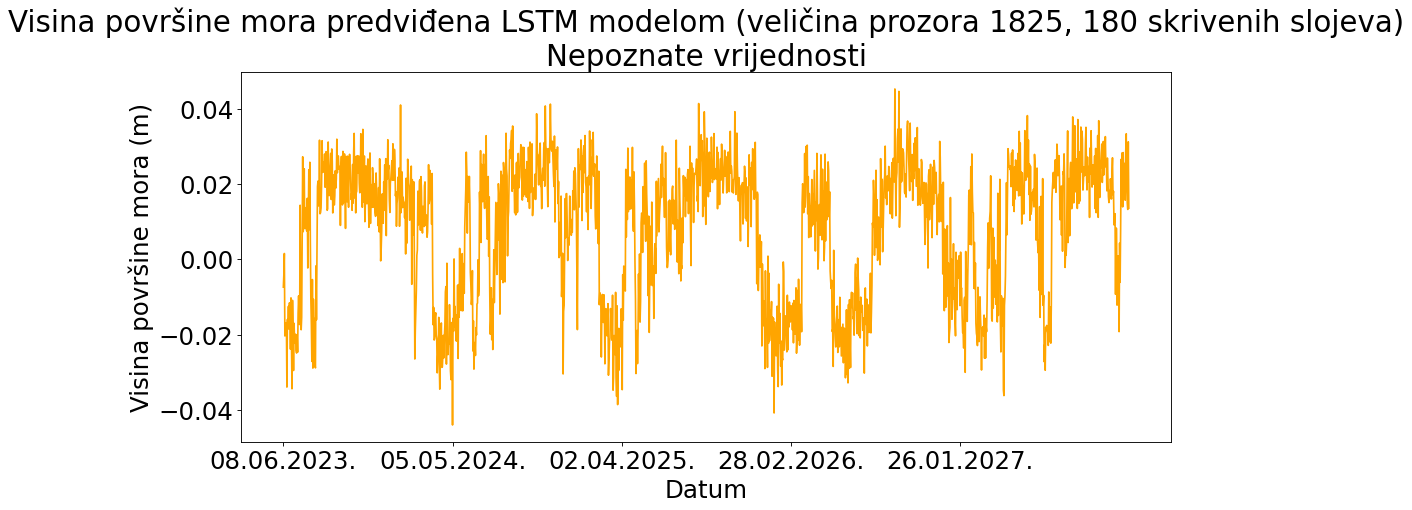 Visina površine mora predviđena LSTM modelom (veličina prozora 1825, 180 skrivenih slojeva)
Nepoznate vrijednosti
Visina površine mora (m)
0.04
0.02
0.00
−0.02
−0.04
08.06.2023. 05.05.2024. 02.04.2025. 28.02.2026. 26.01.2027.
Datum